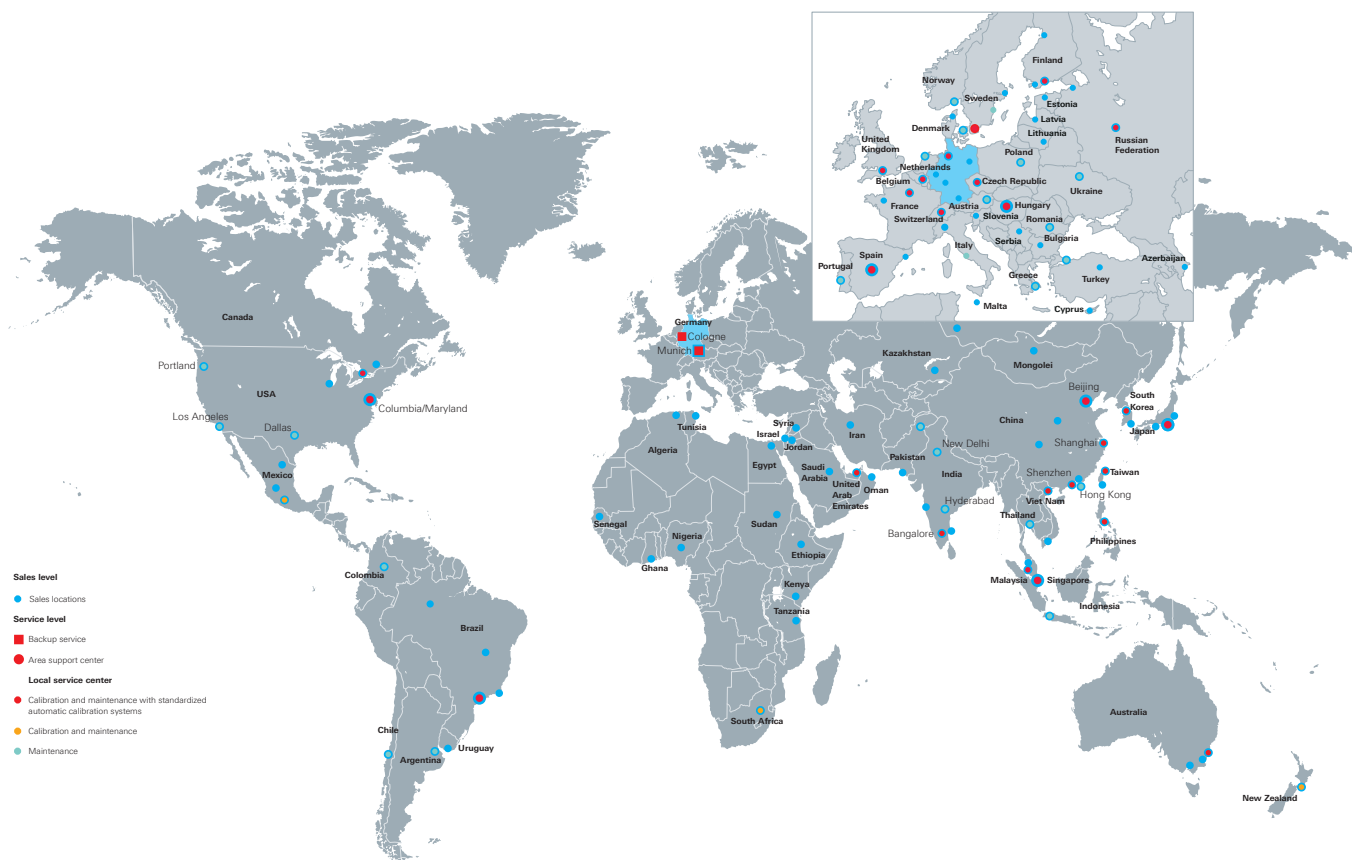 Finland
Norway
Sweden
Estonia
Latvia
Denmark
Lithuania
United
Kingdom
Russian
Federation
Poland
Netherlands
Belgium
Czech Republic
Ukraine
France
Austria
Hungary
Switzerland
Slovenia
Romania
Serbia
Bulgaria
Italy
Spain
Portugal
Azerbaijan
Greece
Turkey
Malta
Cyprus
Canada
Germany
Cologne
Munich
Kazakhstan
Mongolei
Portland
USA
Columbia/Maryland
Beijing
South
Korea
Los Angeles
Dallas
Tunisia
Syria
Israel
Jordan
Iran
China
Japan
Shanghai
Algeria
Egypt
Saudi
Arabia
United
Arab
Emirates
Oman
Pakistan
New Delhi
India
Mexico
Shenzhen
Taiwan
Hong Kong
Viet Nam
Hyderabad
Thailand
Senegal
Sudan
Nigeria
Bangalore
Philippines
Ghana
Ethiopia
Colombia
Kenya
Malaysia
Singapore
Tanzania
Indonesia
Brazil
Sales level
Sales locations
Service level
Backup service
Area support center
Local service center
Calibration and maintenance with standardized
automatic calibration systems
Calibration and maintenance
Maintenance
Chile
Argentina
Uruguay
South Africa
Australia
New Zealand